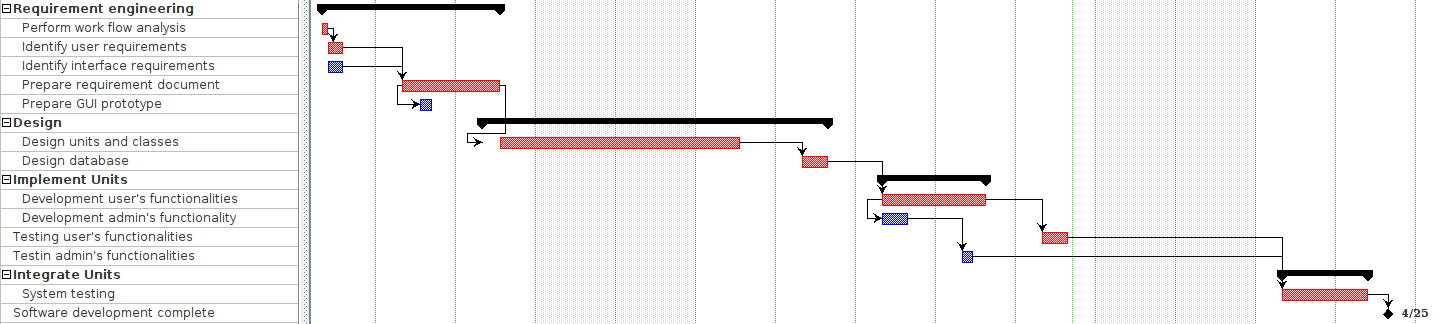 Requirement engineering
Perform work flow analysis
Identify user requirements
Identify interface requirements
Prepare requirement document
Prepare GUI prototype
Design
Design units and classes
Design database
Implement Units
Development user's functionalities
Development admin's functionality
Testing user's functionalities
Testin admin's functionalities
Integrate Units
System testing
Software development complete
4/25